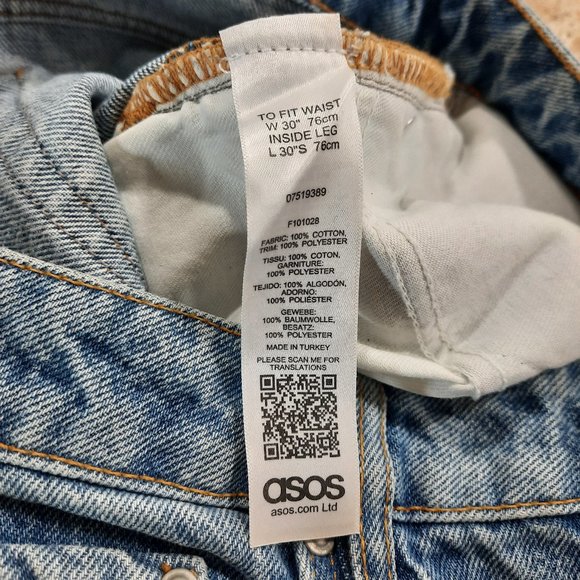 TO FIT WAIST
W 30" 76cm
INSIDE LEG
L 30"S 76cm
07519389
F101028
FABRIC: 100% COTTON,
TRIM: 100% POLYESTER
TISSU: 100% COTON,
GARNITURE:
100% POLYESTER
TEJIDO: 100% ALGODÓN,
ADORNO:
100% POLIÉSTER
GEWEBE:
100% BAUMWOLLE,
BESATZ:
100% POLYESTER
MADE IN TURKEY
PLEASE SCAN ME FOR
TRANSLATIONS
asos
asos.com Ltd